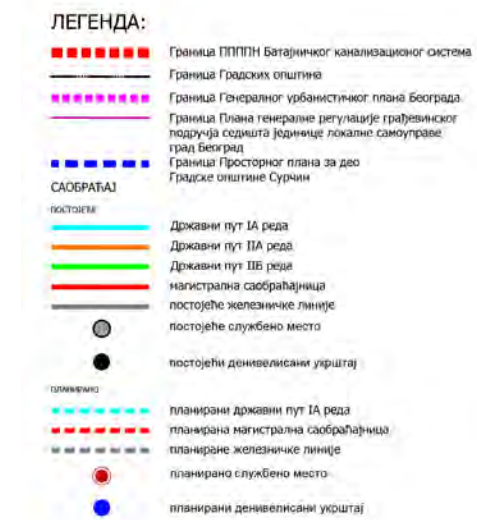 ЛЕГЕНДА:
Граница ППППН Батајничког канализационог система
Граница Градских општина
Граница Генералног урбанистичког плана Београда
Граница Плана генералне регулације грађевинског
подручја седишта јединице локалне самоуправе
град Београд
Граница Просторног плана за део
Градске општине Сурчин
САОБРАЋАЈ
ПОСТОЈЕЋЕ
Државни пут IА реда
Државни пут IIА реда
Државни пут IIБ реда
магистрална саобраћајница
постојеће железничке линије
постојеће службено место
постојећи денивелисани укрштај
ПЛАНИРАНО
планирани државни пут IА реда
планирана магистрална саобраћајница
планиране железничке линије
планирано службено место
планирани денивелисани укрштај